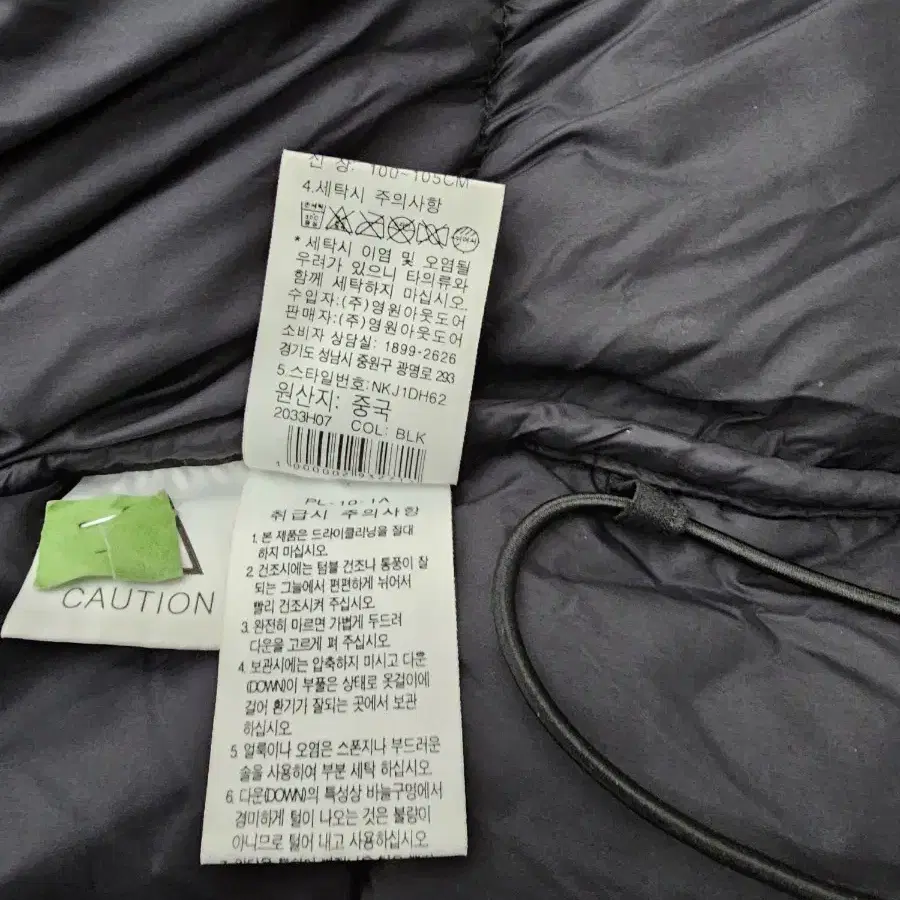 신 장: 100~105CM
4.세탁시 주의사항
* 세탁시 이염 및 오염될
우려가 있으니 타의류와
함께 세탁하지 마십시오.
수입자:(주)영원아웃도어
판매자:(주)영원아웃도어
소비자 상담실: 1899-2626
경기도 성남시 중원구 광명로 293
5.스타일번호:NKJ1DH62
원산지: 중국
2033H07 COL: BLK
CAUTION
PL-10-1A
취급시 주의사항
1. 본 제품은 드라이클리닝을 절대
하지 마십시오
2 건조시에는 텀블 건조나 통풍이 잘
되는 그늘에서 편편하게 뉘어서
빨리 건조시켜 주십시오
3. 완전히 마르면 가볍게 두드려
다운을 고르게 펴 주십시오
4. 보관시에는 압축하지 마시고 다운
(DOWN)이 부풀은 상태로 옷걸이에
걸어 환기가 잘되는 곳에서 보관
하십시오
5 얼룩이나 오염은 스폰지나 부드러운
솔을 사용하여 부분 세탁 하십시오
6. 다운(DOWN)의 특성상 바늘구멍에서
경미하게 털이 나오는 것은 불량이
아니므로 털어 내고 사용하십시오